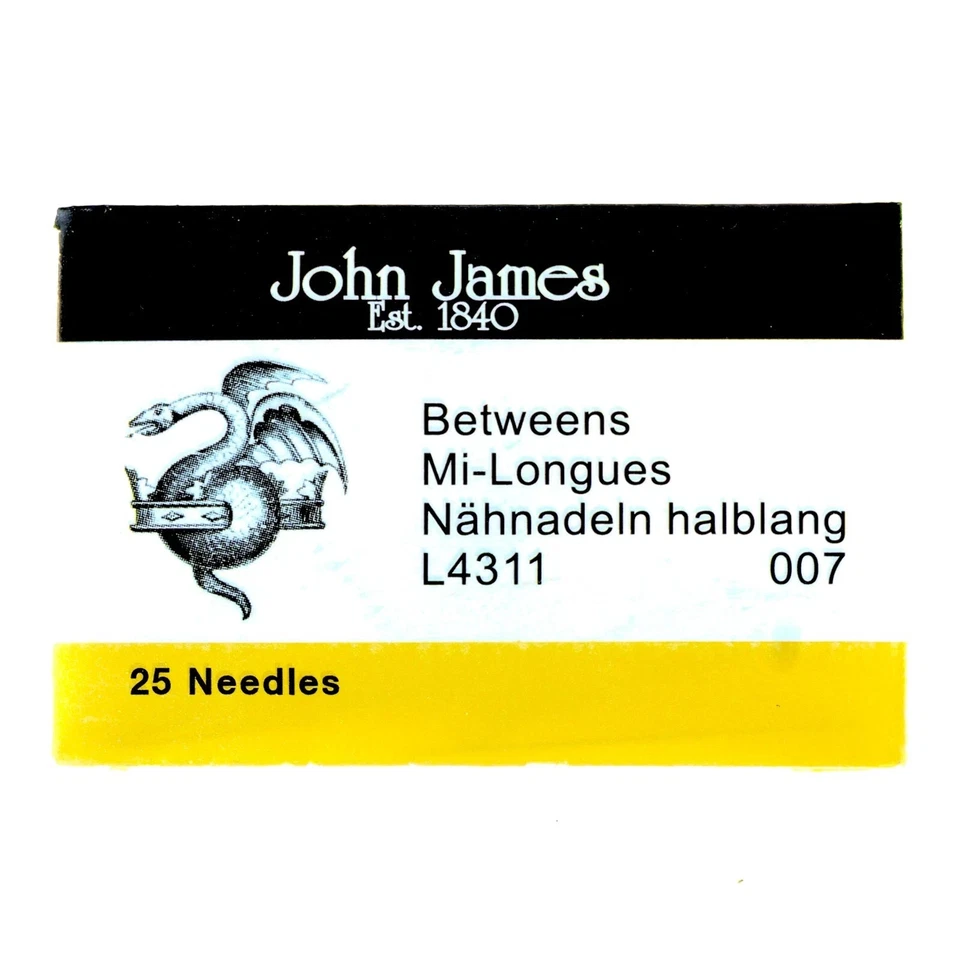 John James
Est. 1840
Betweens
Mi-Longues
Nähnadeln halblang
L4311 007
25 Needles